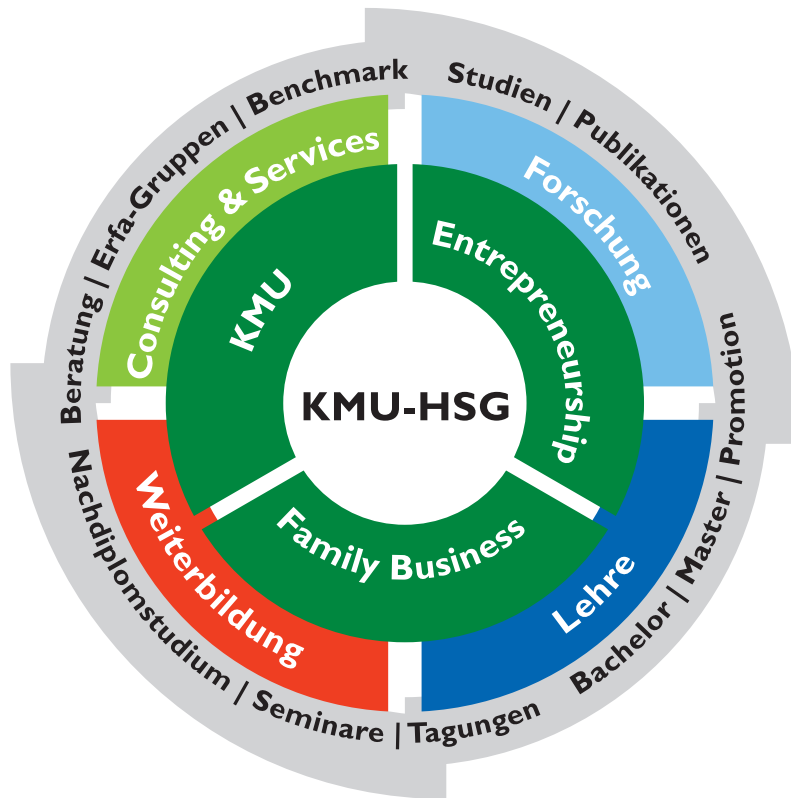 Beratung | Erfa-Gruppen | Benchmark
Studien | Publikationen
Bachelor | Master | Promotion
Nachdiplomstudium | Seminare | Tagungen
Consulting & Services
Forschung
Lehre
Weiterbildung
KMU
Entrepreneurship
Family Business
KMU-HSG